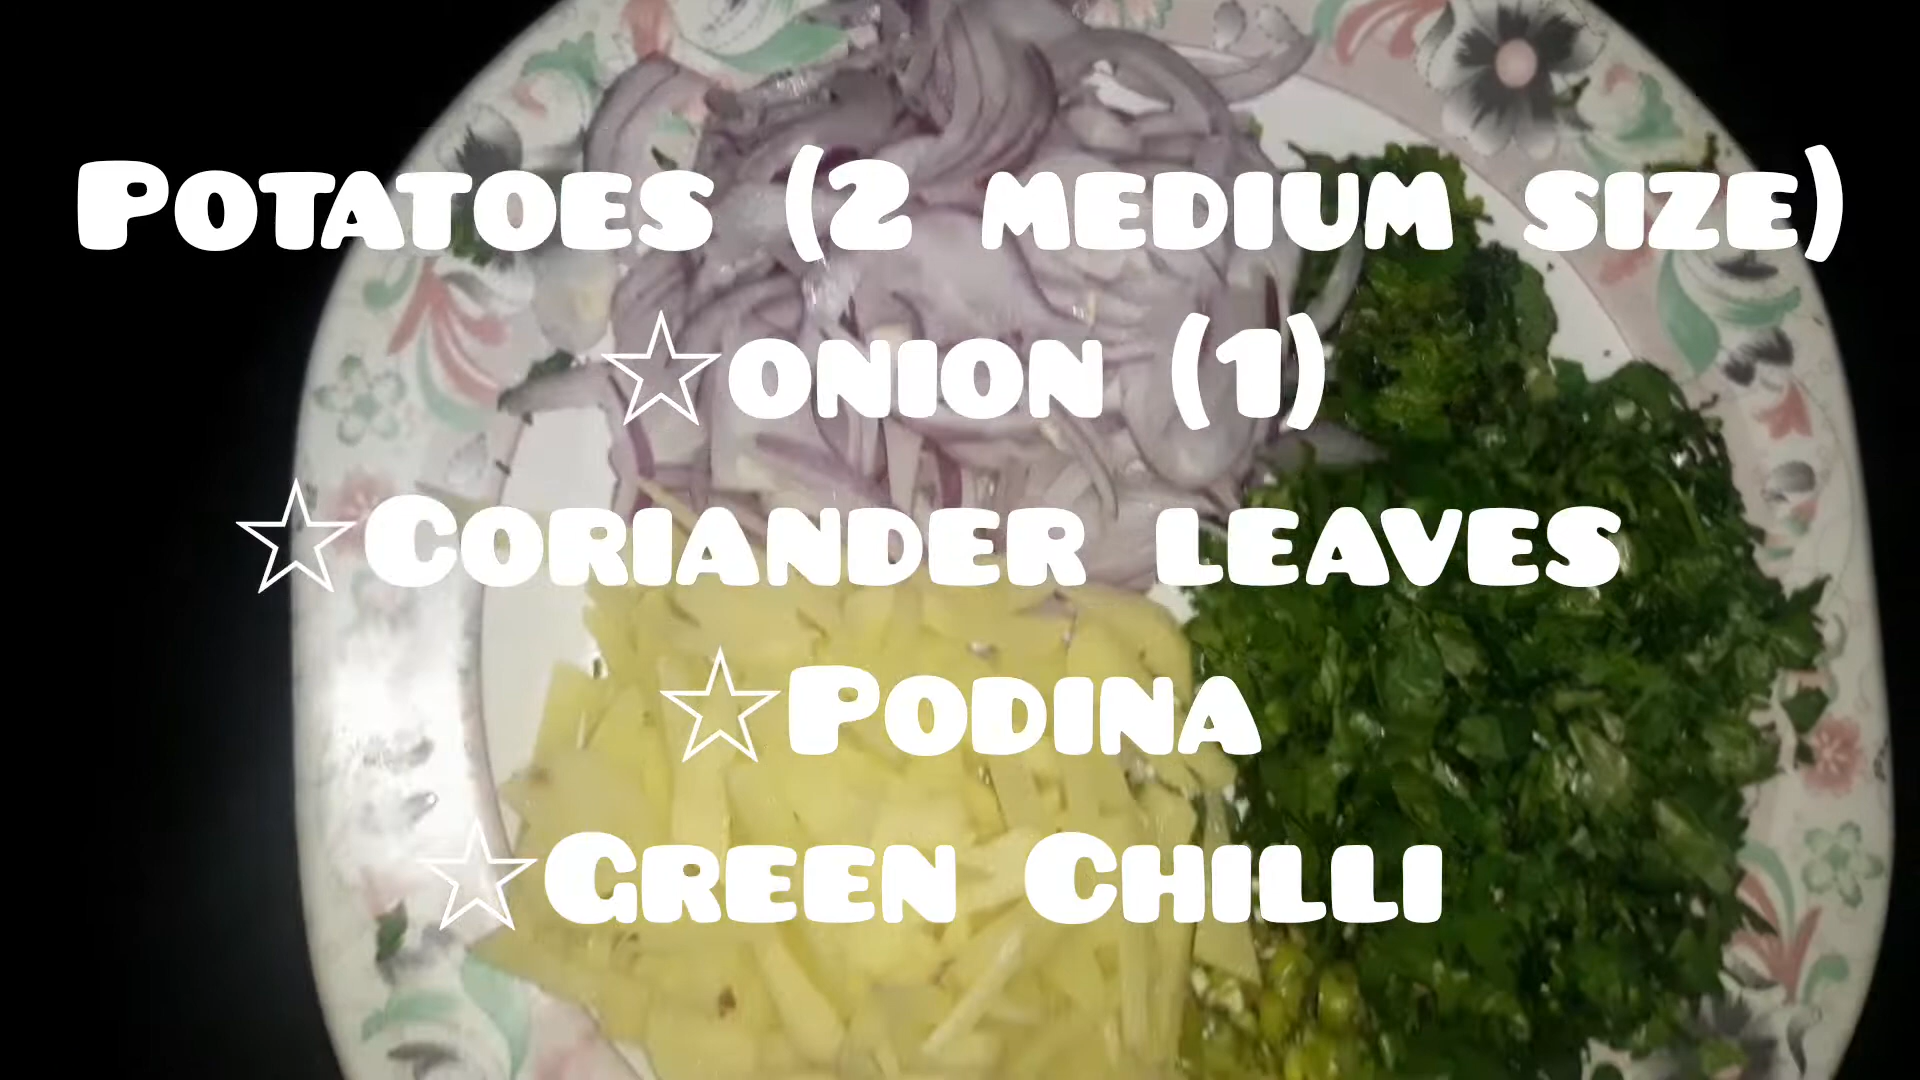 Potatoes (2 medium size)
☆onion (1)
☆Coriander leaves
☆Podina
☆Green Chilli